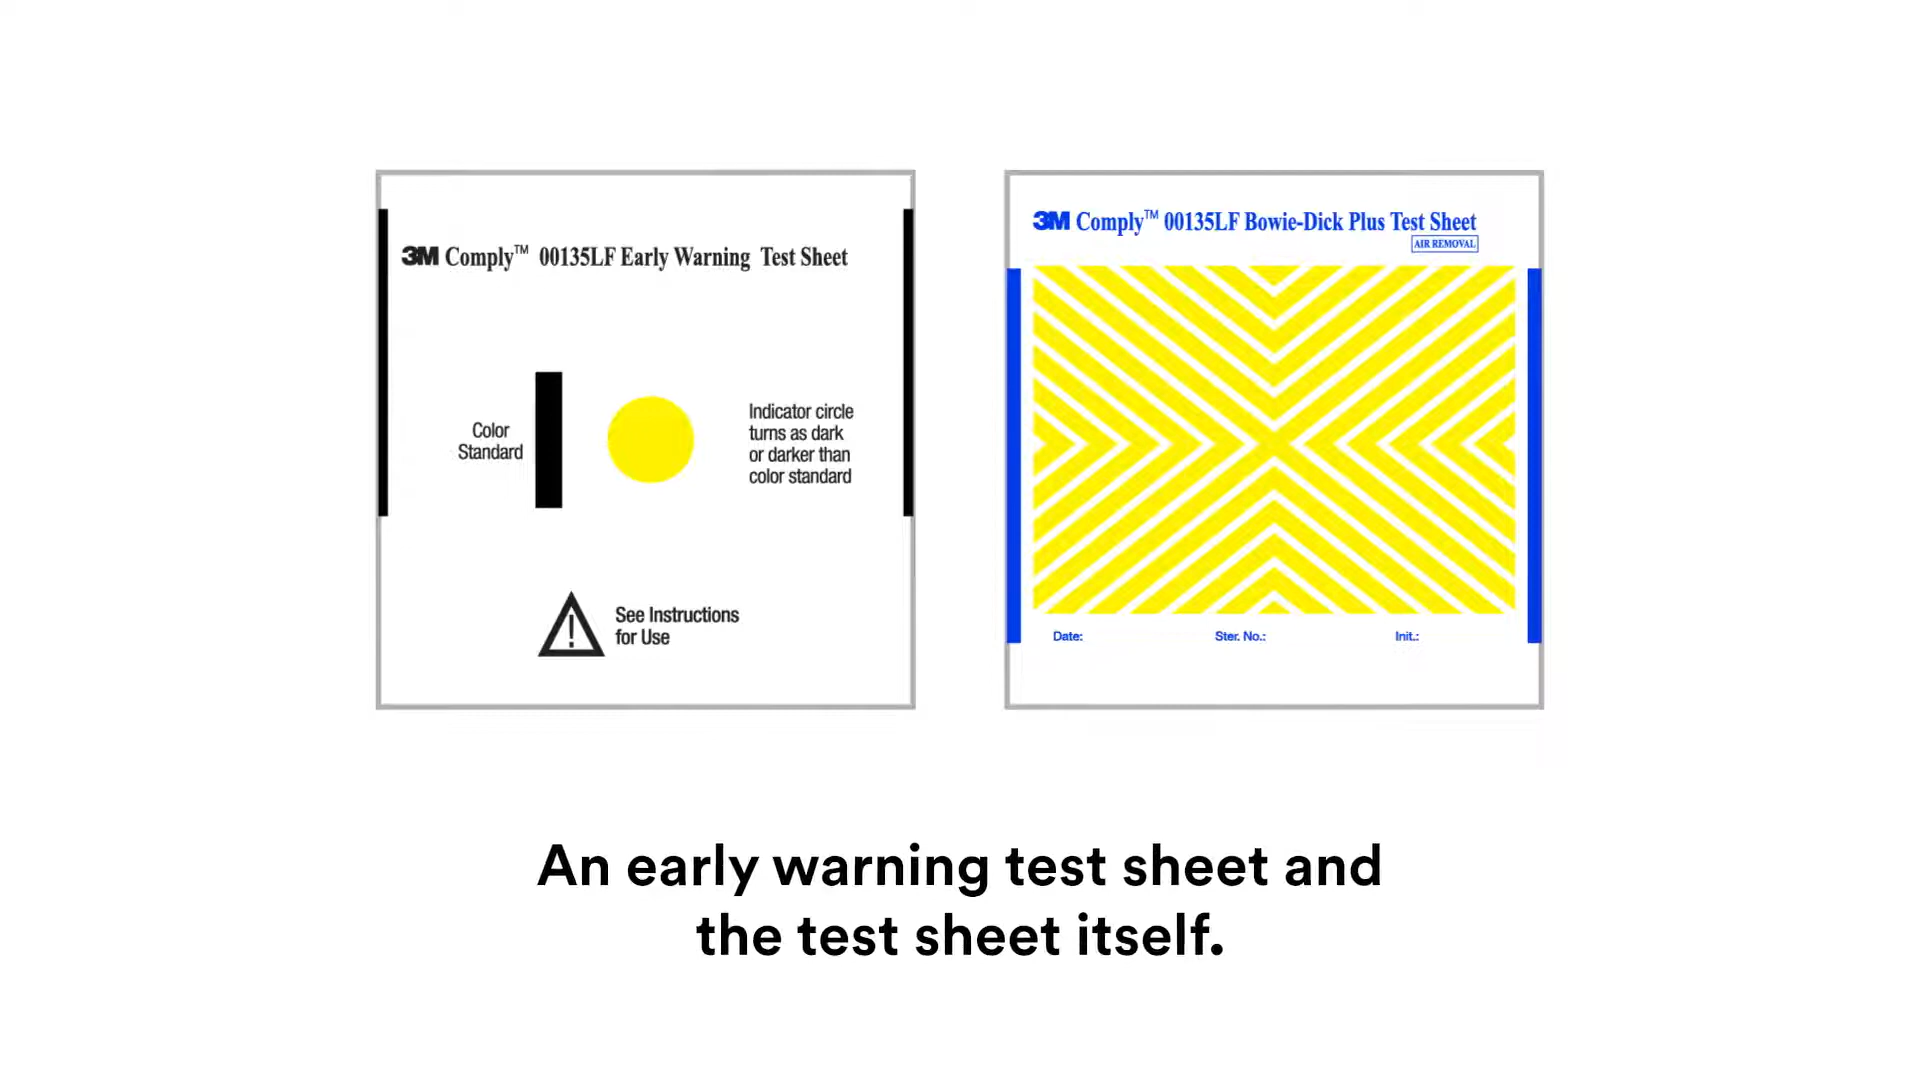 3M Comply™ 00135LF Early Warning Test Sheet
Color
Standard
Indicator circle
turns as dark
or darker than
color standard
See Instructions
for Use
3M Comply™ 00135LF Bowie-Dick Plus Test Sheet
AIR REMOVAL
Date: Ster. No.: Init.:
An early warning test sheet and
the test sheet itself.